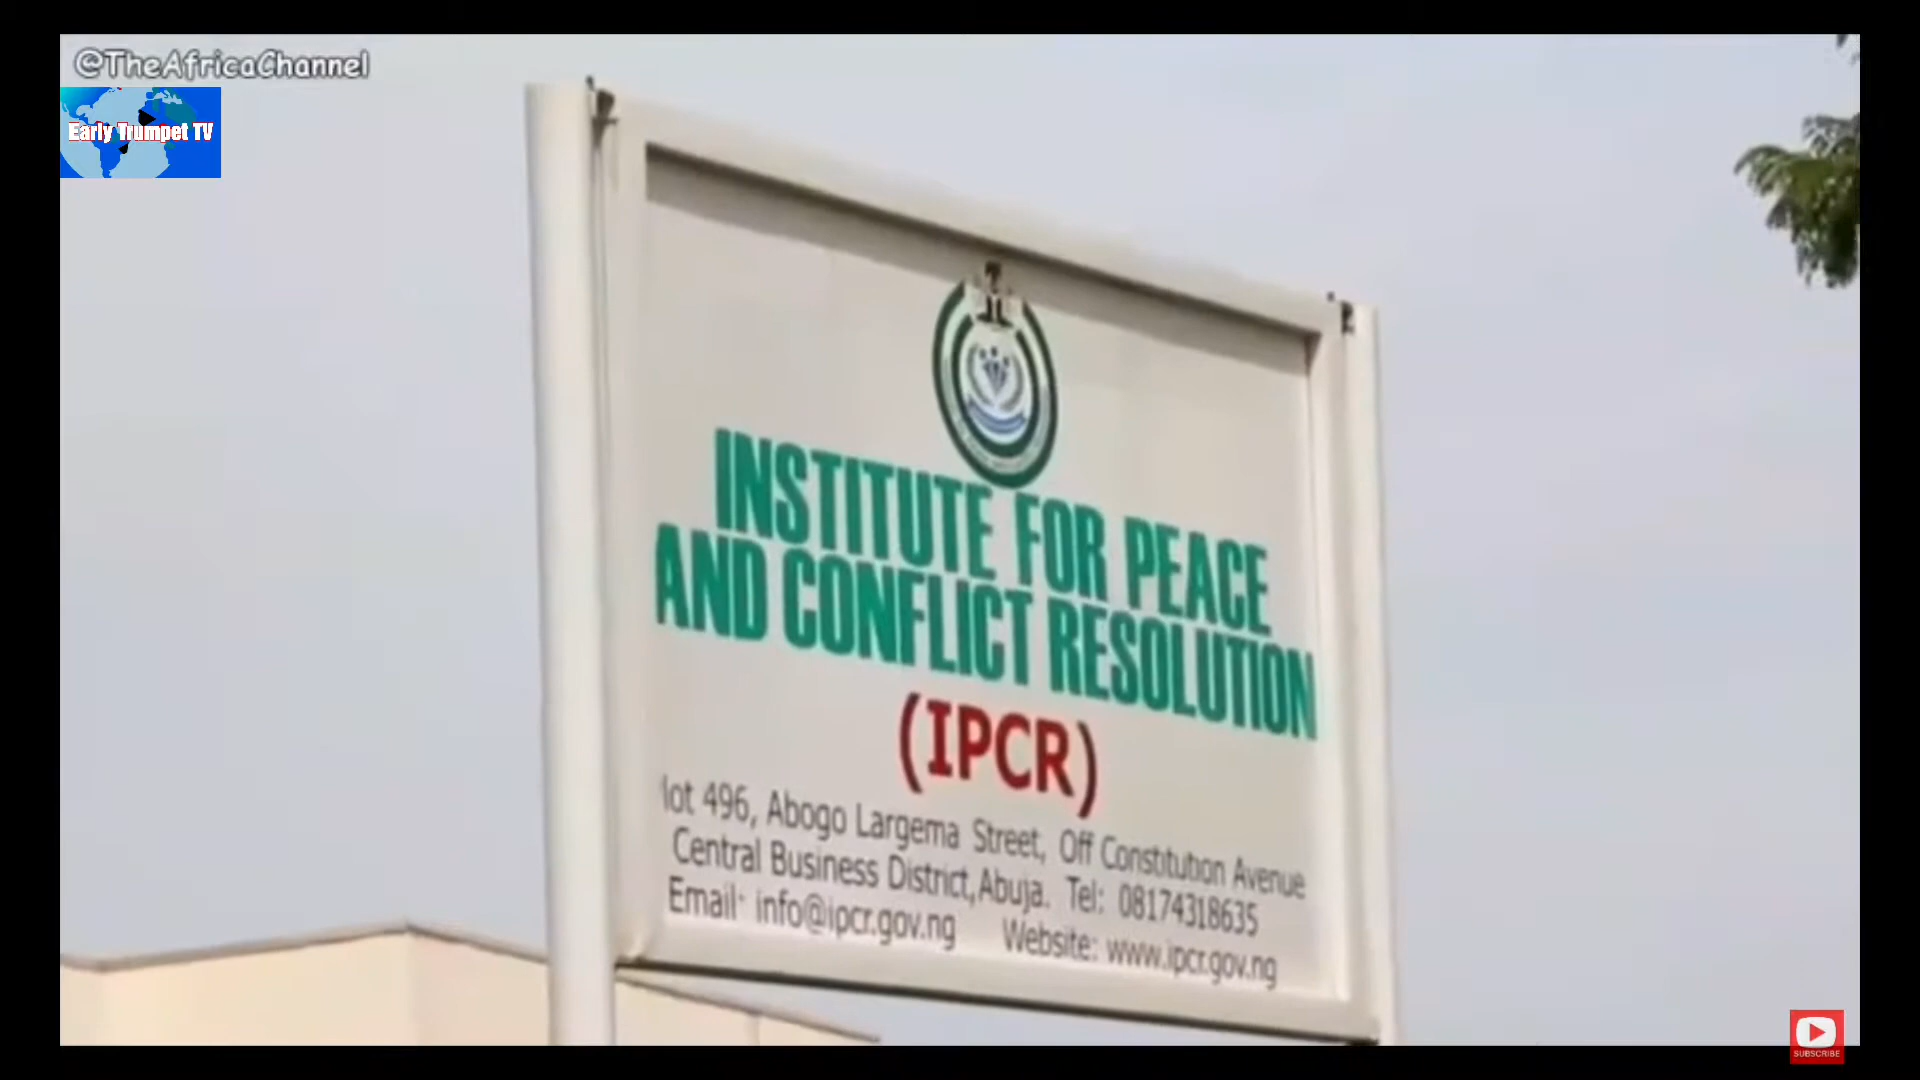 @TheAfricaChannel
Early Trumpet TV
INSTITUTE FOR PEACE
AND CONFLICT RESOLUTION
(IPCR)
lot 496, Abogo Largema Street, Off Constitution Avenue
Central Business District, Abuja. Tel: 08174318635
Email: info@ipcr.gov.ng Website: www.ipcr.gov.ng
SUBSCRIBE